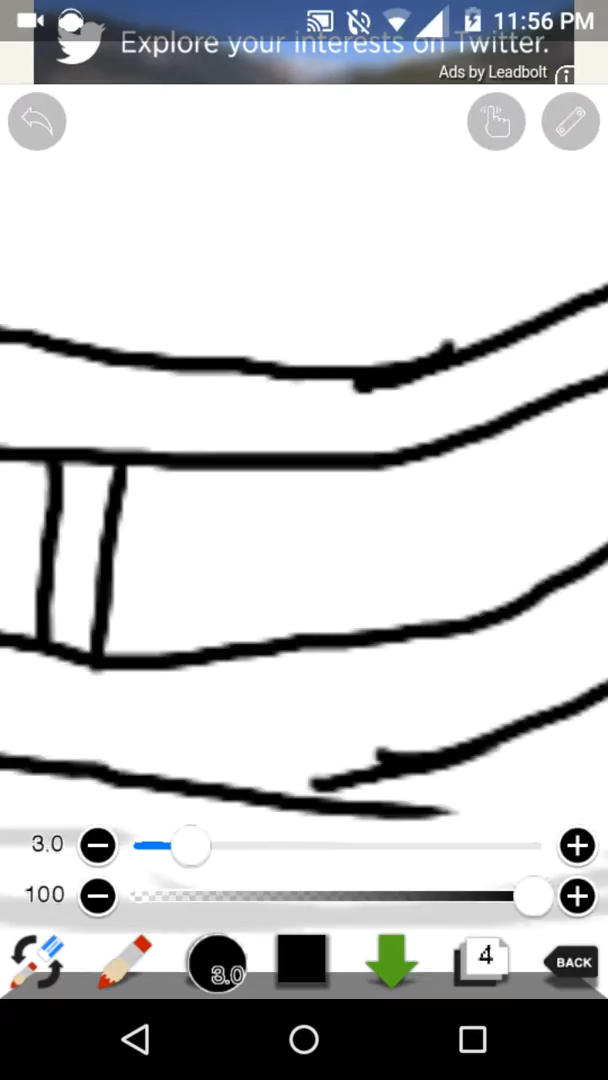 11:56 PM
Explore your interests on Twitter.
Ads by Leadbolt
3.0
100
3.0
4
BACK